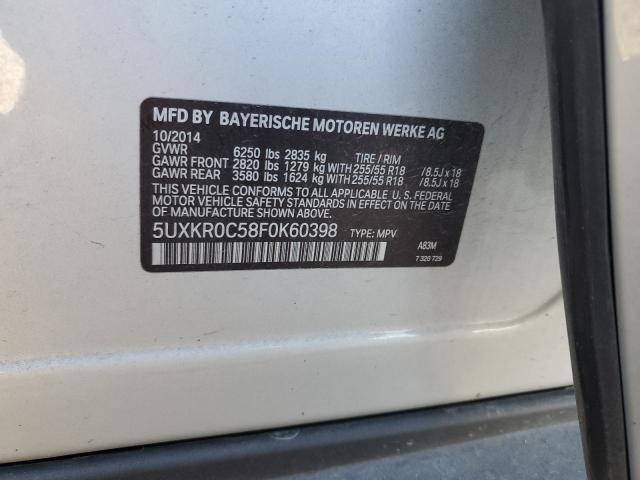 MFD BY BAYERISCHE MOTOREN WERKE AG
10/2014
GVWR 6250 lbs 2835 kg TIRE / RIM
GAWR FRONT 2820 lbs 1279 kg WITH 255/55 R18 /8.5J x 18
GAWR REAR 3580 lbs 1624 kg WITH 255/55 R18 /8.5J x 18
THIS VEHICLE CONFORMS TO ALL APPLICABLE U. S. FEDERAL
MOTOR VEHICLE SAFETY STANDARDS IN EFFECT ON THE
DATE OF MANUFACTURE SHOWN ABOVE.
5UXKR0C58F0K60398 TYPE: MPV
A83M
7 320 729